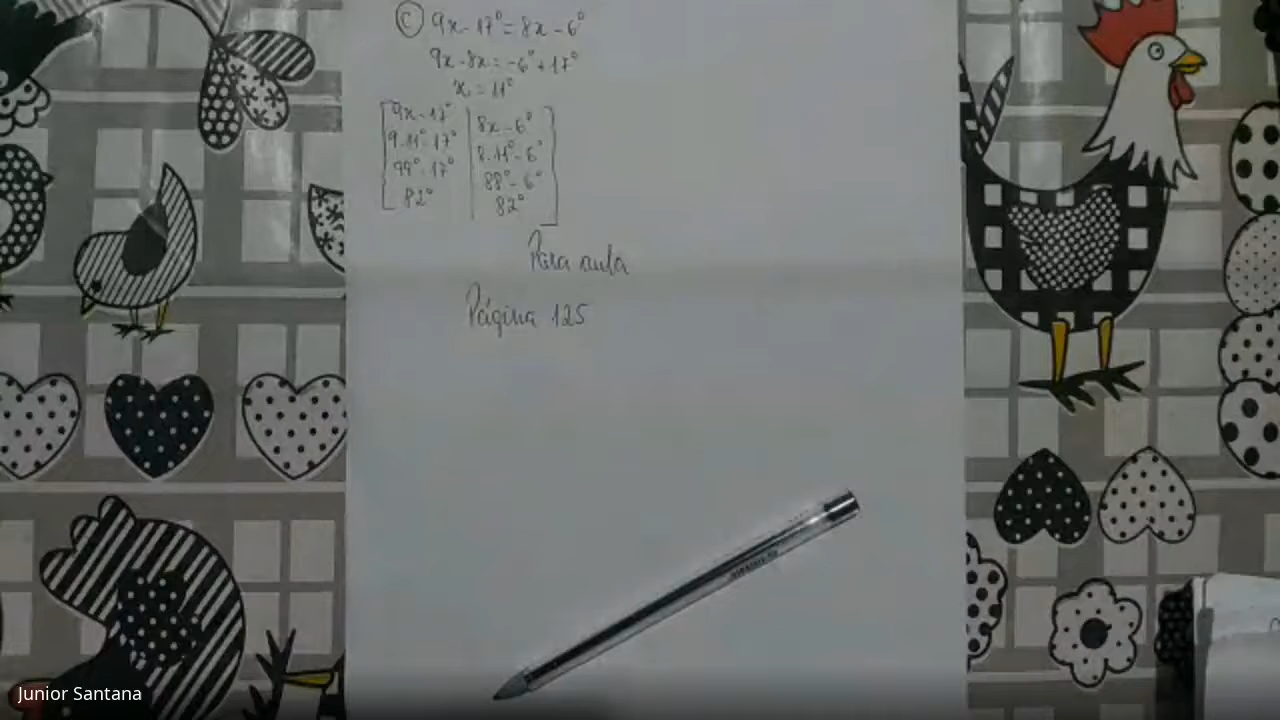 C 9x-17°=8x-6°
9x-8x=-6°+17°
x=11°
9x-17°
9·11°-17°
99°-17°
82°
8x-6°
8·11°-6°
88°-6°
82°
Para aula
Página 125
Junior Santana